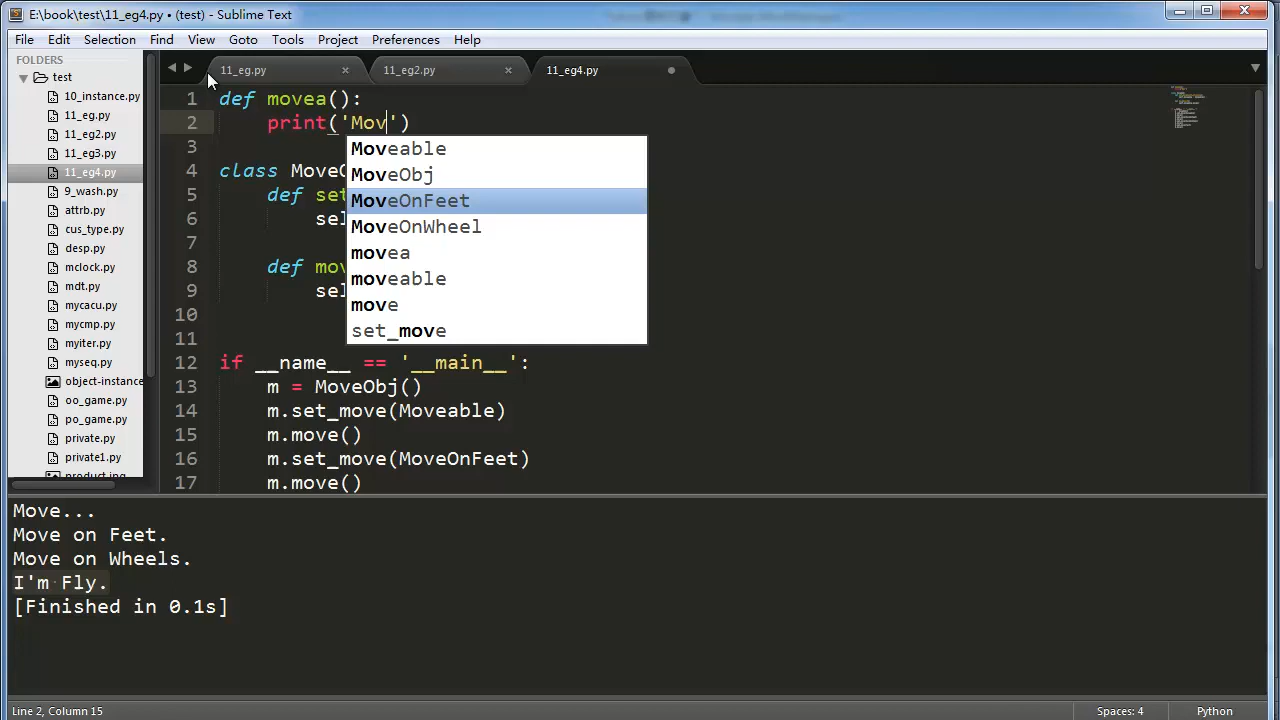 E:\book\test\11_eg4.py • (test) - Sublime Text
File Edit Selection Find View Goto Tools Project Preferences Help
FOLDERS
test
10_instance.py
11_eg.py
11_eg2.py
11_eg3.py
11_eg4.py
9_wash.py
attrb.py
cus_type.py
desp.py
mclock.py
mdt.py
mycacu.py
mycmp.py
myiter.py
myseq.py
object-instance
oo_game.py
po_game.py
private.py
private1.py
product.png
11_eg.py × 11_eg2.py × 11_eg4.py
1 def movea():
2 print('Mov')
3
4 class MoveO
5 def set
6 sel
7
8 def mov
9 sel
10
11
12 if __name__ == '__main__':
13 m = MoveObj()
14 m.set_move(Moveable)
15 m.move()
16 m.set_move(MoveOnFeet)
17 m.move()
Moveable
MoveObj
MoveOnFeet
MoveOnWheel
movea
moveable
move
set_move
Move...
Move on Feet.
Move on Wheels.
I'm Fly.
[Finished in 0.1s]
Line 2, Column 15 Spaces: 4 Python